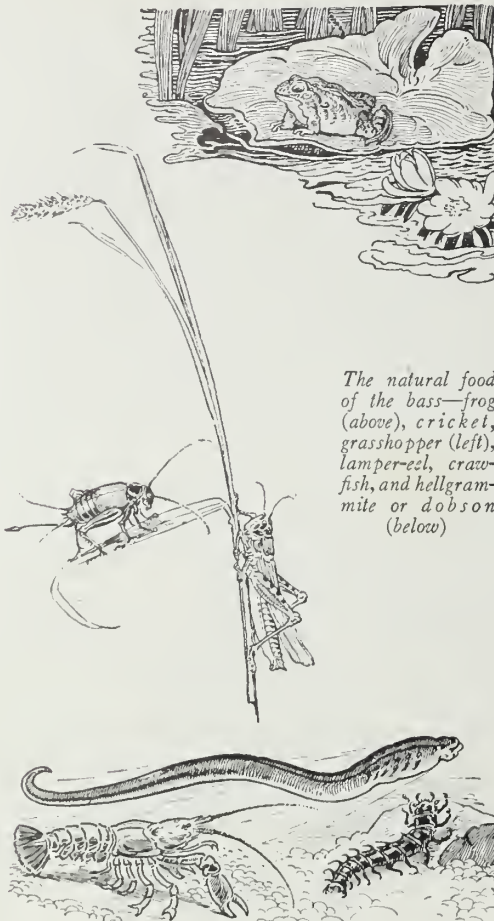 The natural food
of the bass—frog
(above), cricket,
grasshopper (left),
lamper-eel, craw-
fish, and hellgram-
mite or dobson
(below)